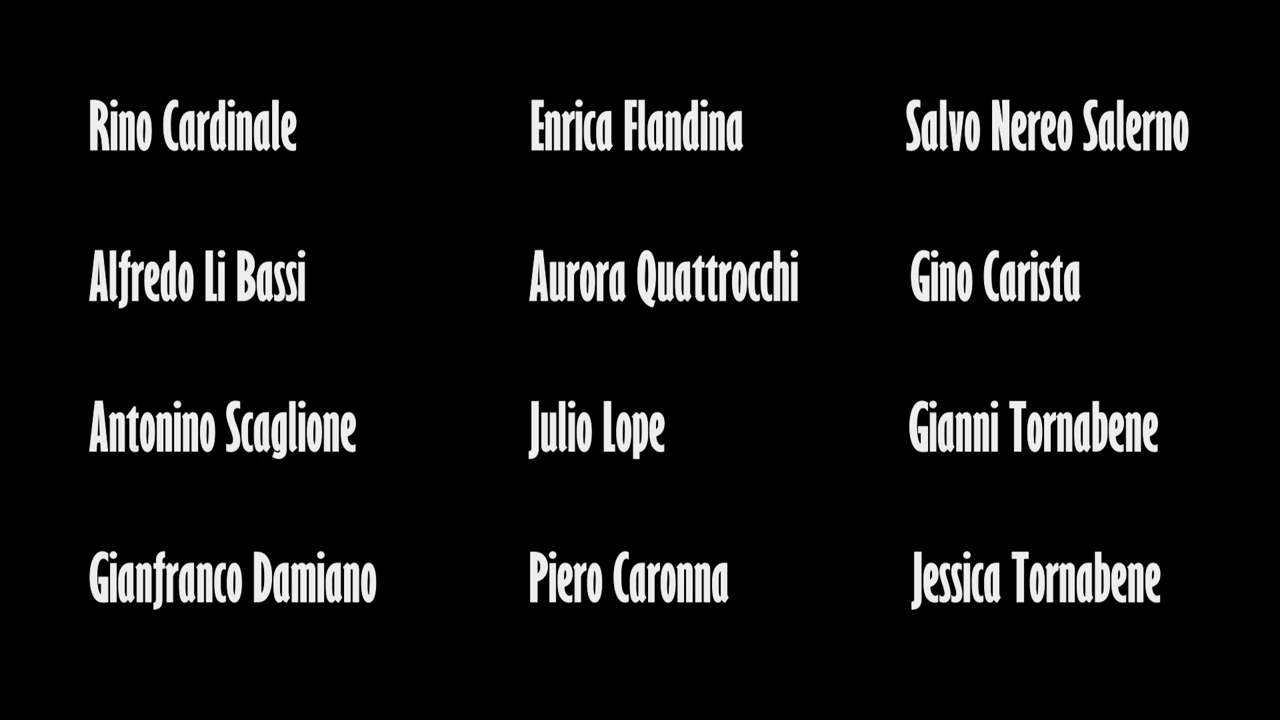 Rino Cardinale
Enrica Flandina
Salvo Nereo Salerno
Alfredo Li Bassi
Aurora Quattrocchi
Gino Carista
Antonino Scaglione
Julio Lope
Gianni Tornabene
Gianfranco Damiano
Piero Caronna
Jessica Tornabene